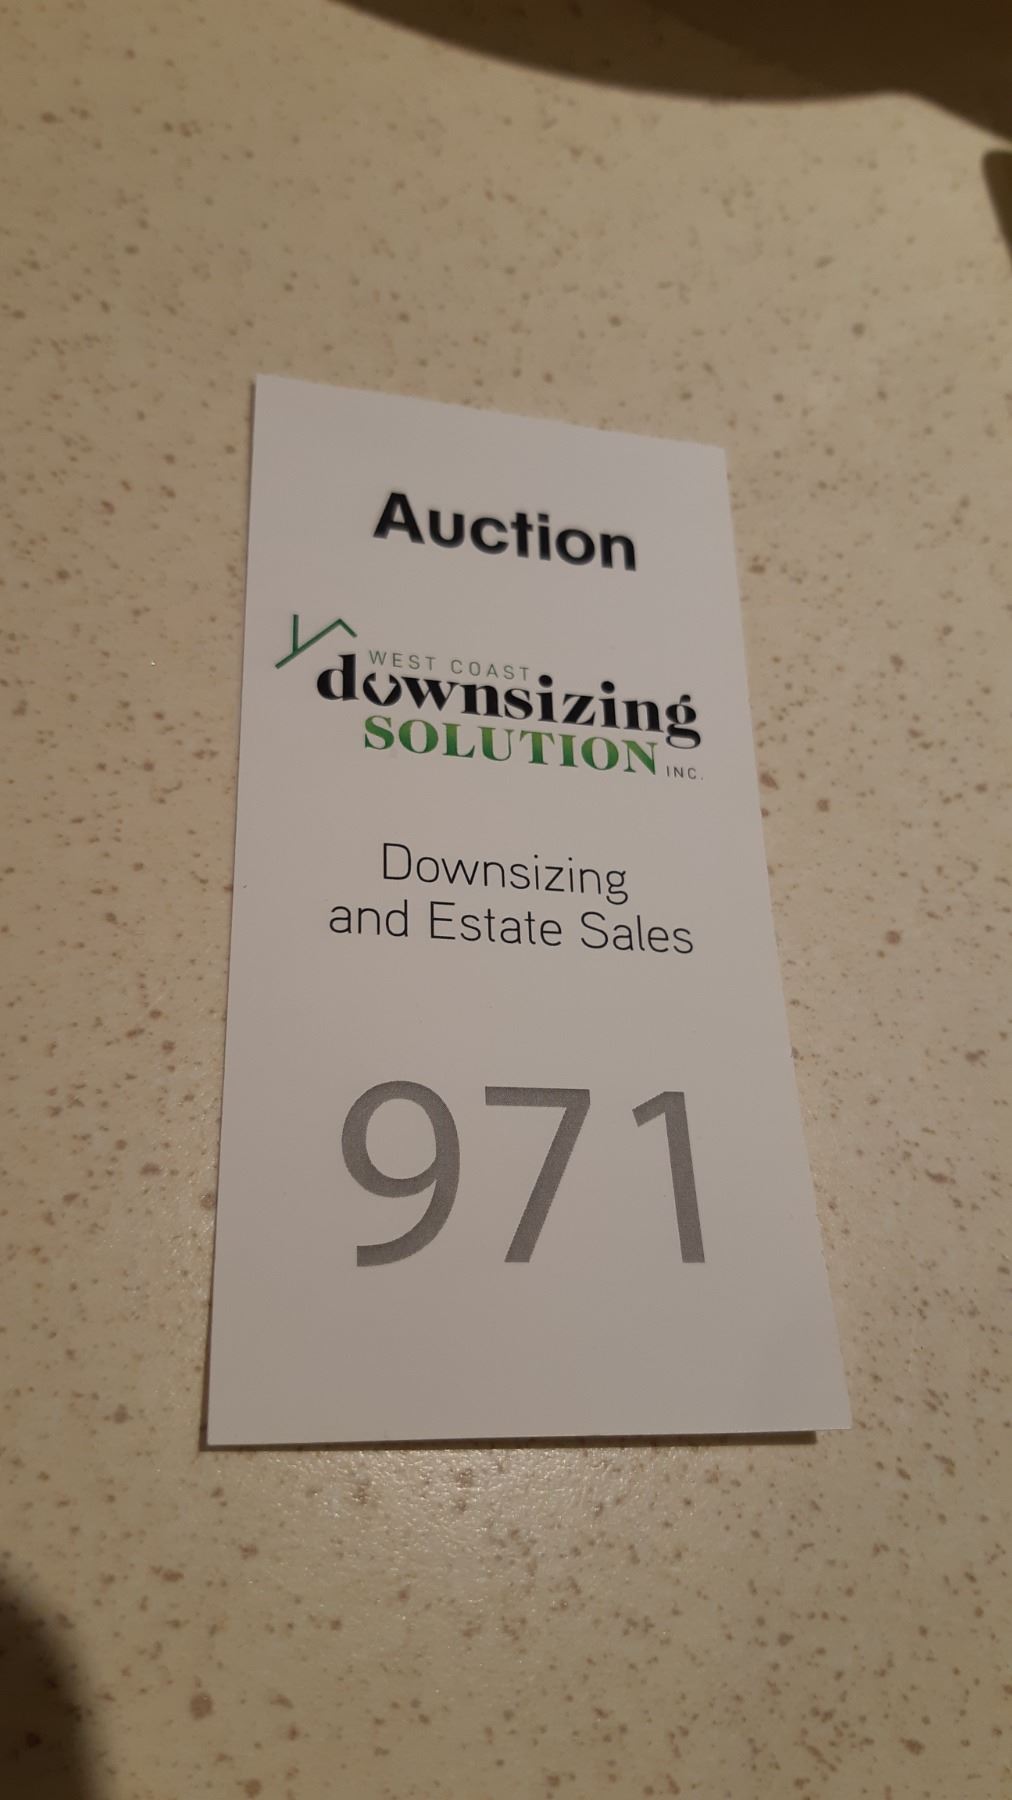 Auction
WEST COAST
downsizing
SOLUTION INC.
Downsizing
and Estate Sales
971